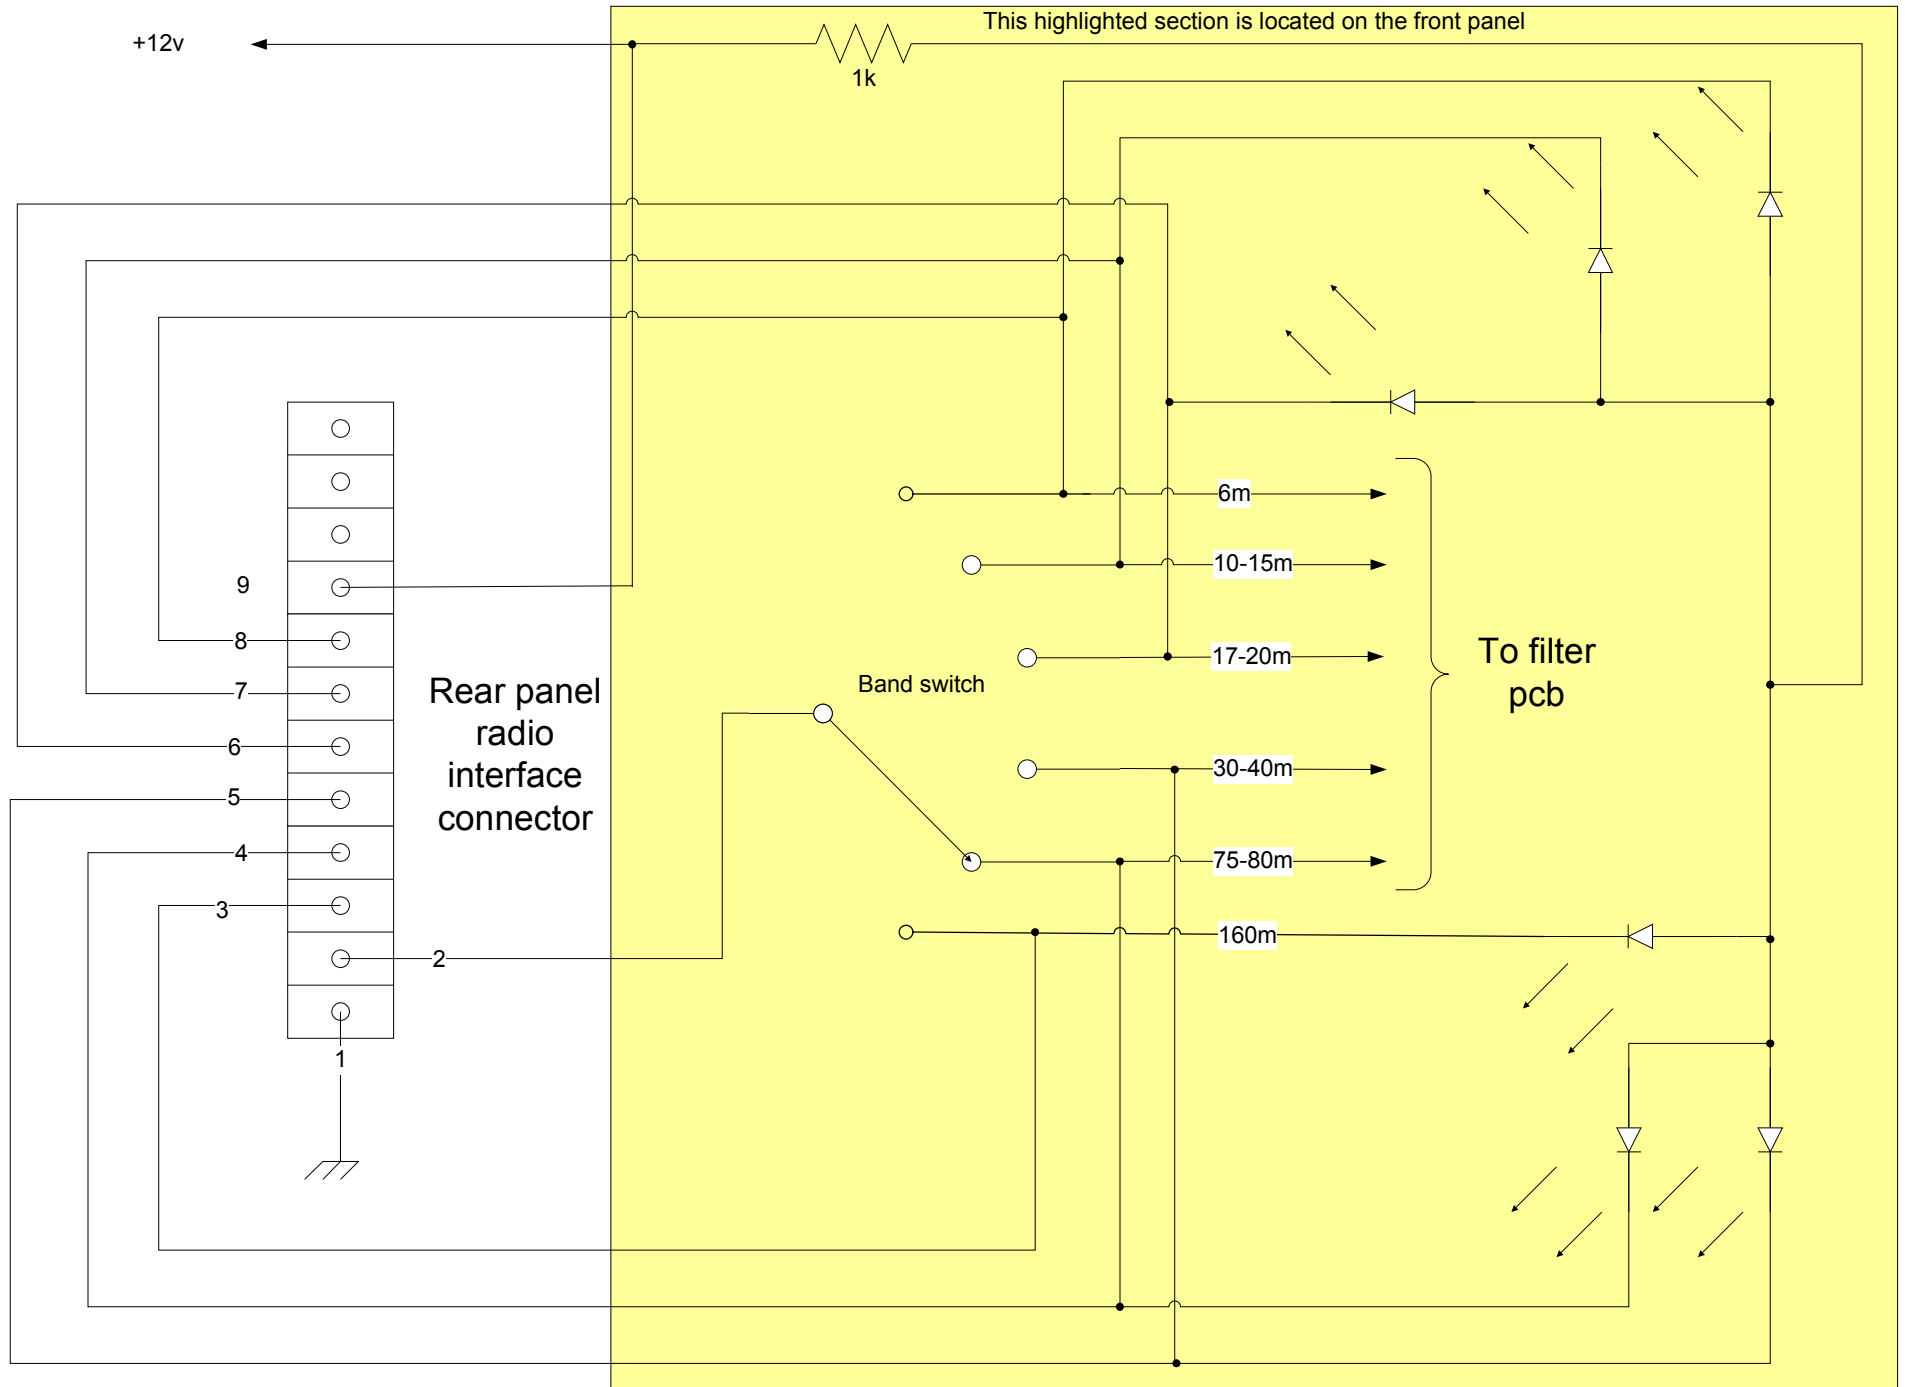 This highlighted section is located on the front panel
+12v
1k
6m
10-15m
17-20m
30-40m
75-80m
160m
Band switch
To filter
pcb
9
8
7
6
5
4
3
2
1
Rear panel
radio
interface
connector